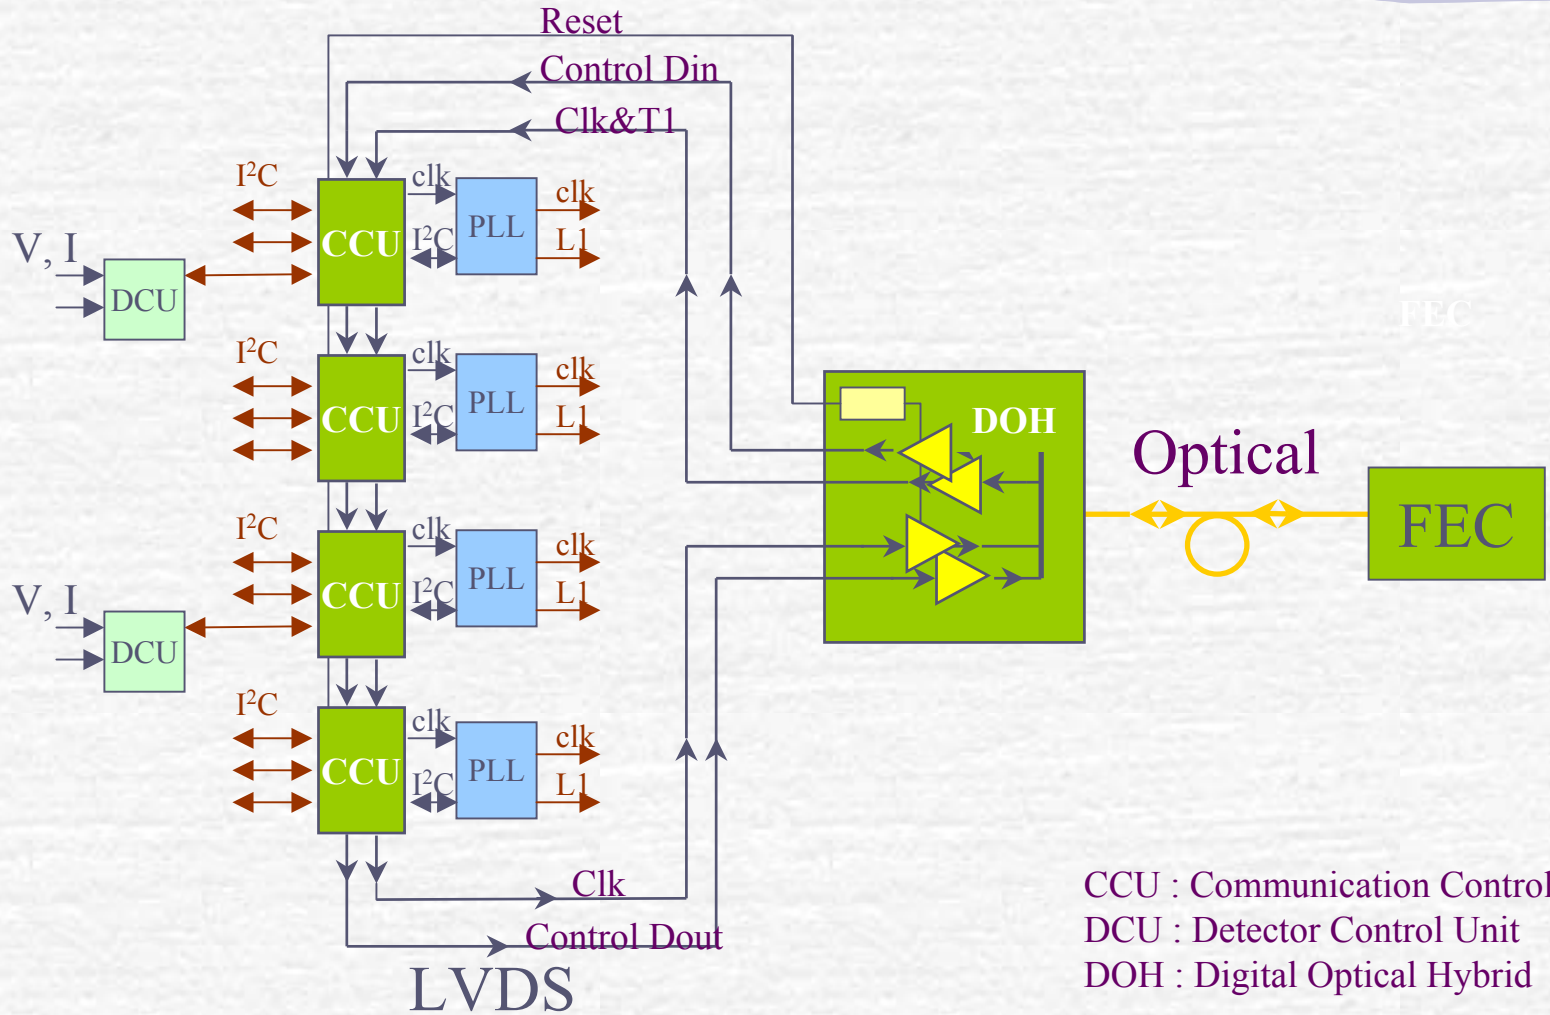 Reset
Control Din
Clk&T1
I²C
clk
clk
CCU
PLL
I²C
L1
V, I
DCU
FEC
I²C
clk
clk
CCU
PLL
I²C
L1
DOH
Optical
FEC
I²C
clk
clk
CCU
PLL
I²C
L1
V, I
DCU
I²C
clk
clk
CCU
PLL
I²C
L1
Clk
Control Dout
LVDS
CCU : Communication Control
DCU : Detector Control Unit
DOH : Digital Optical Hybrid